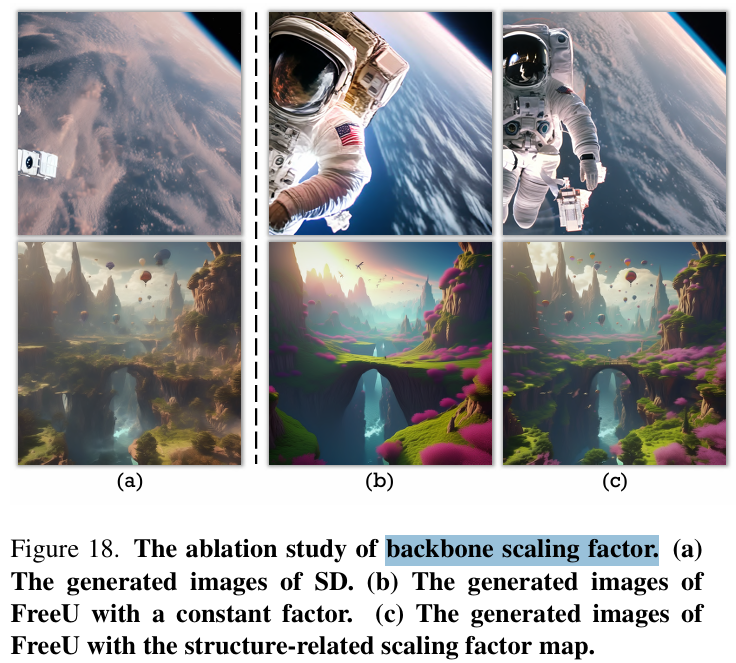 (a) (b) (c)
Figure 18. The ablation study of backbone scaling factor. (a)
The generated images of SD. (b) The generated images of
FreeU with a constant factor. (c) The generated images of
FreeU with the structure-related scaling factor map.